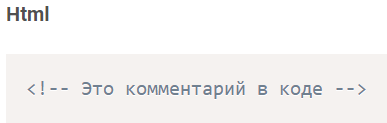 Html
<!-- Это комментарий в коде -->